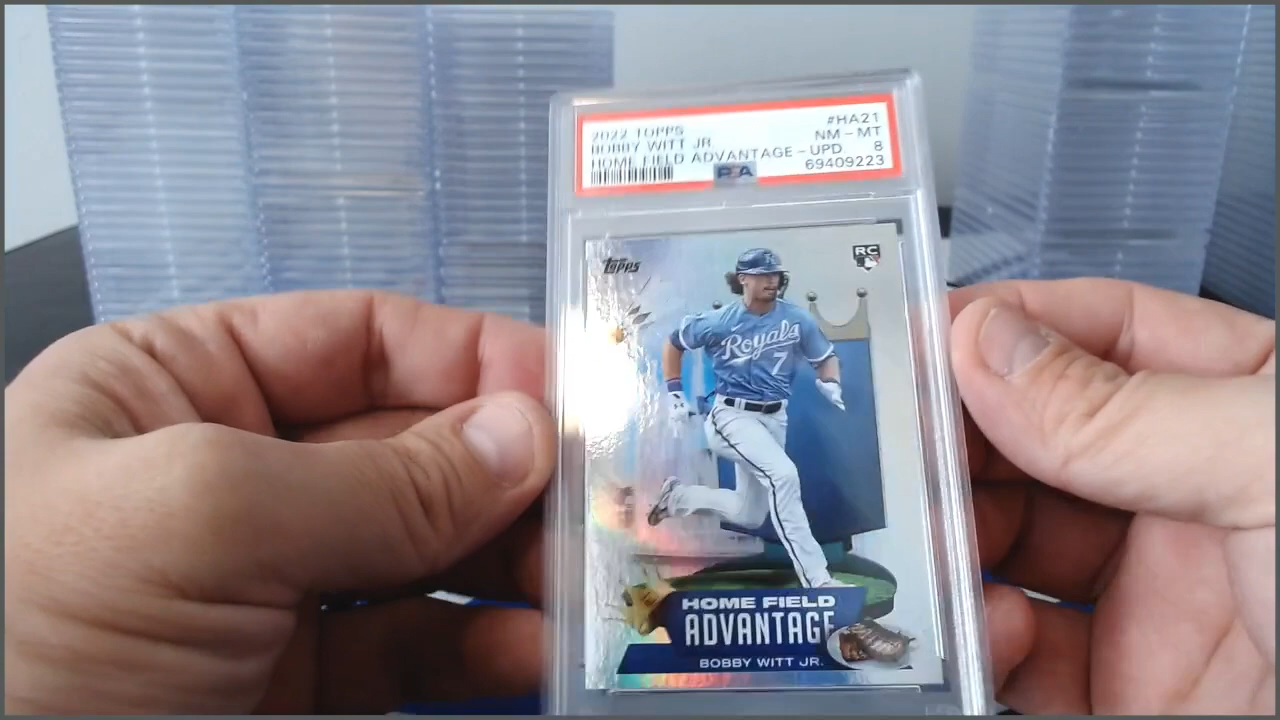 2022 TOPPS #HA21
BOBBY WITT JR NM - MT
HOME FIELD ADVANTAGE - UPD 8
PSA 69409223
TOPPS
RC
Royals
7
HOME FIELD
ADVANTAGE
BOBBY WITT JR.